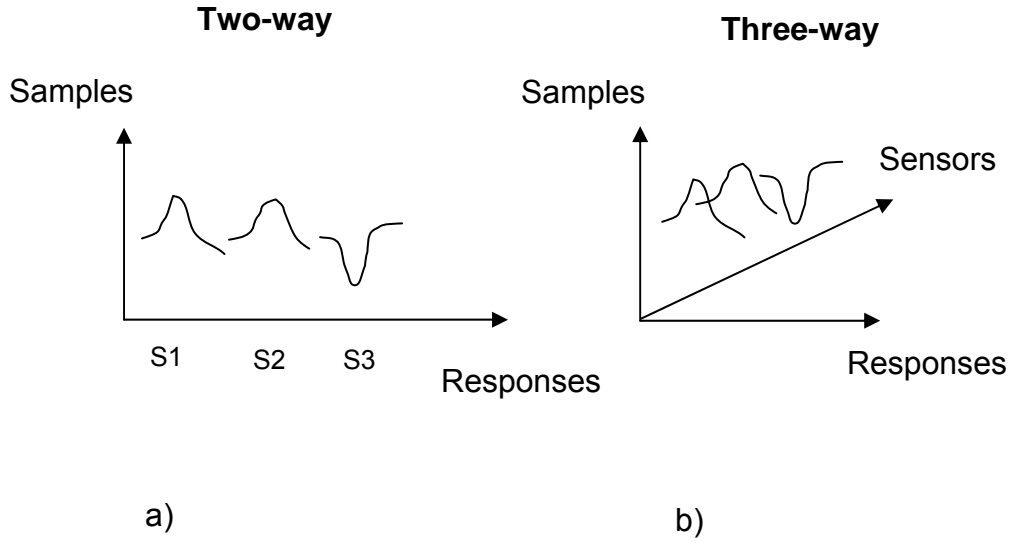 Two-way
Samples
S1 S2 S3
Responses
a)
Three-way
Samples
Sensors
Responses
b)